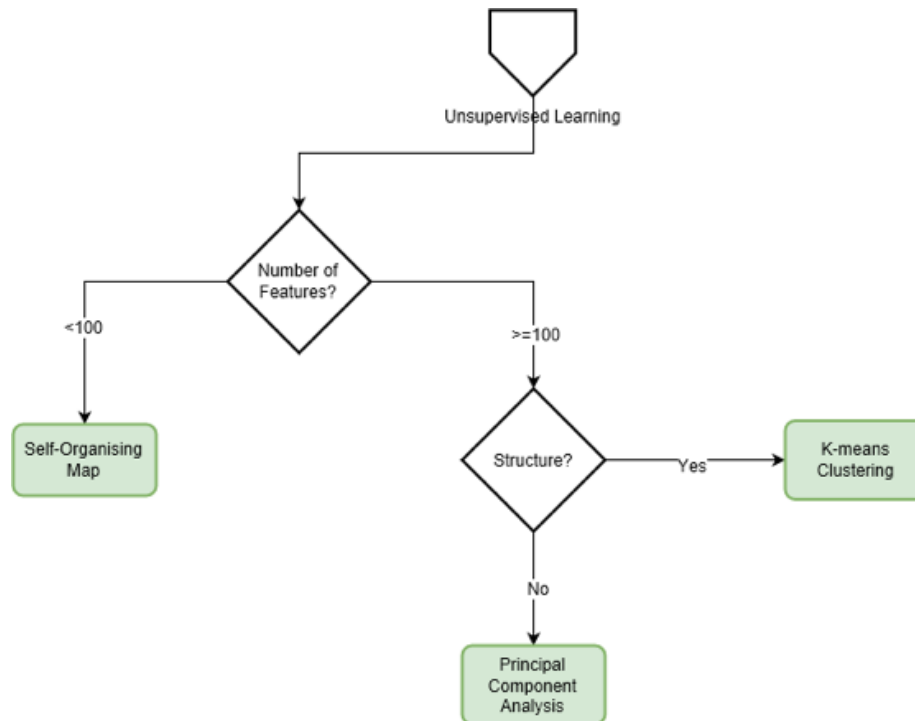 Unsupervised Learning
Number of
Features?
<100
>=100
Self-Organising
Map
Structure?
Yes
K-means
Clustering
No
Principal
Component
Analysis